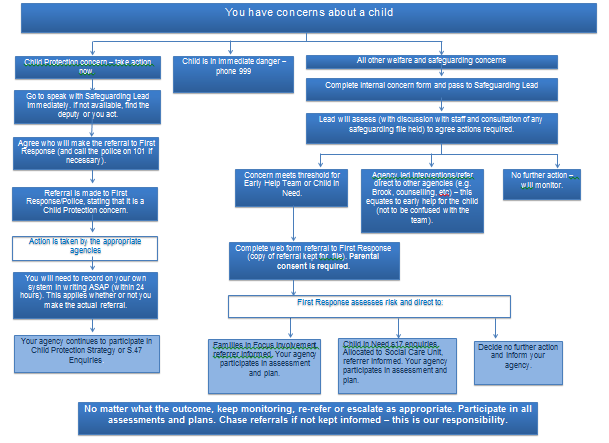 You have concerns about a child
Child Protection concern – take action
now
Child is in immediate danger –
phone 999
All other welfare and safeguarding concerns
Go to speak with Safeguarding Lead
immediately. If not available, find the
deputy or you act.
Complete internal concern form and pass to Safeguarding Lead
Agree who will make the referral to First
Response (and call the police on 101 if
necessary).
Lead will assess (with discussion with staff and consultation of any
safeguarding file held) to agree actions required.
Referral is made to First
Response/Police, stating that it is a
Child Protection concern.
Concern meets threshold for
Early Help Team or Child in
Need.
Agency led interventions/refer
direct to other agencies (e.g.
Brook, counselling, etc) – this
equates to early help for the child
(not to be confused with the
team).
No further action –
will monitor.
Action is taken by the appropriate
agencies
Complete web form referral to First Response
(copy of referral kept for file). Parental
consent is required.
You will need to record on your own
system in writing ASAP (within 24
hours). This applies whether or not you
make the actual referral.
First Response assesses risk and direct to:
Your agency continues to participate in
Child Protection Strategy or S.47
Enquiries
Families in Focus involvement,
referrer informed. Your agency
participates in assessment
and plan.
Child in Need s17 enquiries.
Allocated to Social Care Unit,
referrer informed. Your agency
participates in assessment and
plan.
Decide no further action
and inform your
agency.
No matter what the outcome, keep monitoring, re-refer or escalate as appropriate. Participate in all
assessments and plans. Chase referrals if not kept informed – this is our responsibility.